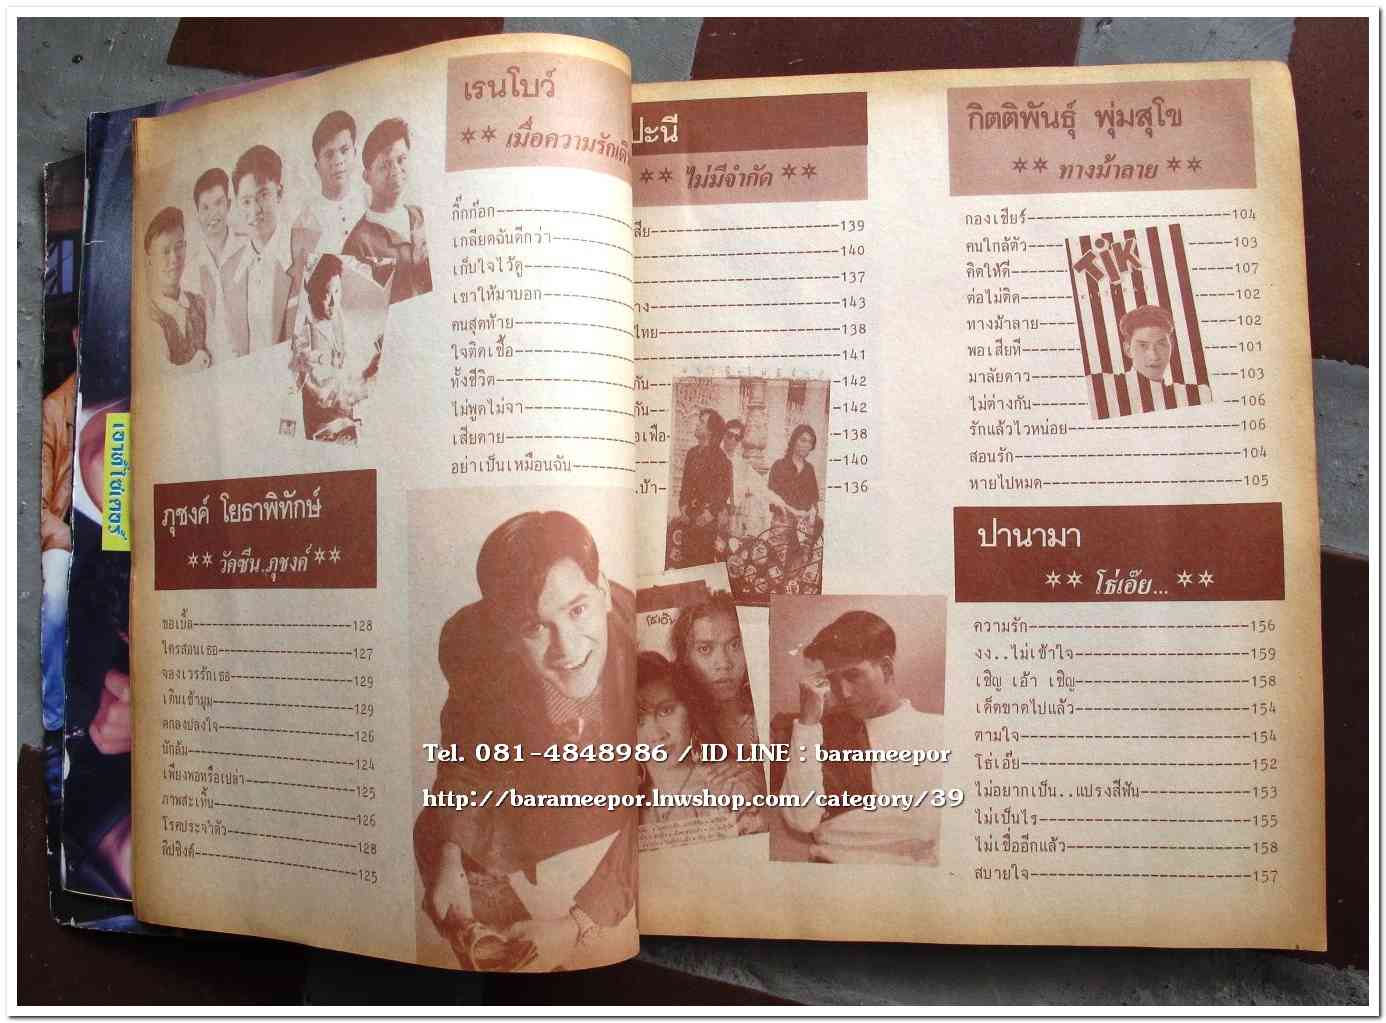 เรนโบว์
** เมื่อความรักเดิ
กิ๊กก๊อก
เกลียดฉันดีกว่า
เก็บใจไว้ดู
เขาให้มาบอก
คนสุดท้าย
ใจติดเชื้อ
ทั้งชีวิต
ไม่พูดไม่จา
เสียดาย
อย่าเป็นเหมือนฉัน
ภุชงค์ โยธาพิทักษ์
** วัคซีน.ภุชงค์ **
ขอเบิ้ล 128
ใครสอนเธอ 127
จองเวรรักเธอ 129
เดินเข้ามุม 129
ตกลงปลงใจ 126
นักล้ม 124
เพียงพอหรือเปล่า 125
ภาพสะเทิ้น 126
โรคประจำตัว 128
ลิปซิงค์ 125
ปะนี
** ไม่มีจำกัด **
สีย 139
140
137
าง 143
ไทย 138
141
กัน 142
กัน 142
อเฟือ 138
140
เบ้า 136
กิตติพันธุ์ พุ่มสุโข
** ทางม้าลาย **
กองเชียร์ 104
คนใกล้ตัว 103
คิดให้ดี 107
ต่อไม่ติด 102
ทางม้าลาย 102
พอเสียที 101
มาลัยดาว 103
ไม่ต่างกัน 106
รักแล้วไวหน่อย 106
สอนรัก 104
หายไปหมด 105
TiK
ปานามา
** โธ่เอ๊ย... **
ความรัก 156
งง..ไม่เข้าใจ 159
เชิญ เอ้า เชิญ 158
เด็ดขาดไปแล้ว 154
ตามใจ 154
โธ่เอ๊ย 152
ไม่อยากเป็น..แปรงสีฟัน 153
ไม่เป็นไร 155
ไม่เชื่ออีกแล้ว 158
สบายใจ 157
Tel. 081-4848986 / ID LINE : barameepor
http://barameepor.lnwshop.com/category/39